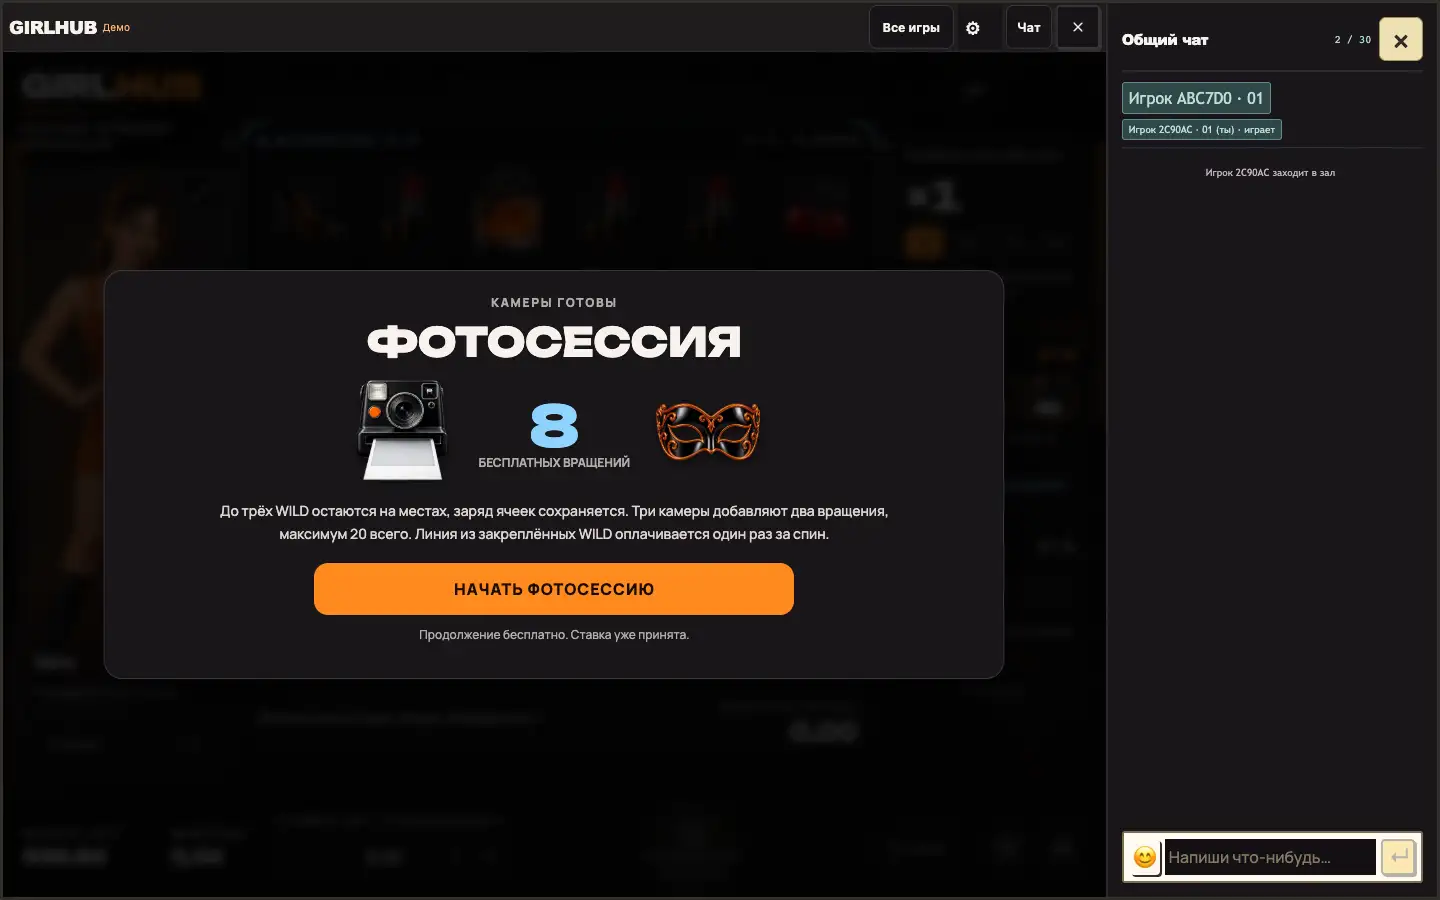 GIRLHUB Демо
Все игры
Чат
Общий чат
2 / 30
Игрок ABC7D0 · 01
Игрок 2C90AC · 01 (ты) · играет
Игрок 2C90AC заходит в зал
КАМЕРЫ ГОТОВЫ
ФОТОСЕССИЯ
8
БЕСПЛАТНЫХ ВРАЩЕНИЙ
До трёх WILD остаются на местах, заряд ячеек сохраняется. Три камеры добавляют два вращения,
максимум 20 всего. Линия из закреплённых WILD оплачивается один раз за спин.
НАЧАТЬ ФОТОСЕССИЮ
Продолжение бесплатно. Ставка уже принята.
Напиши что-нибудь...